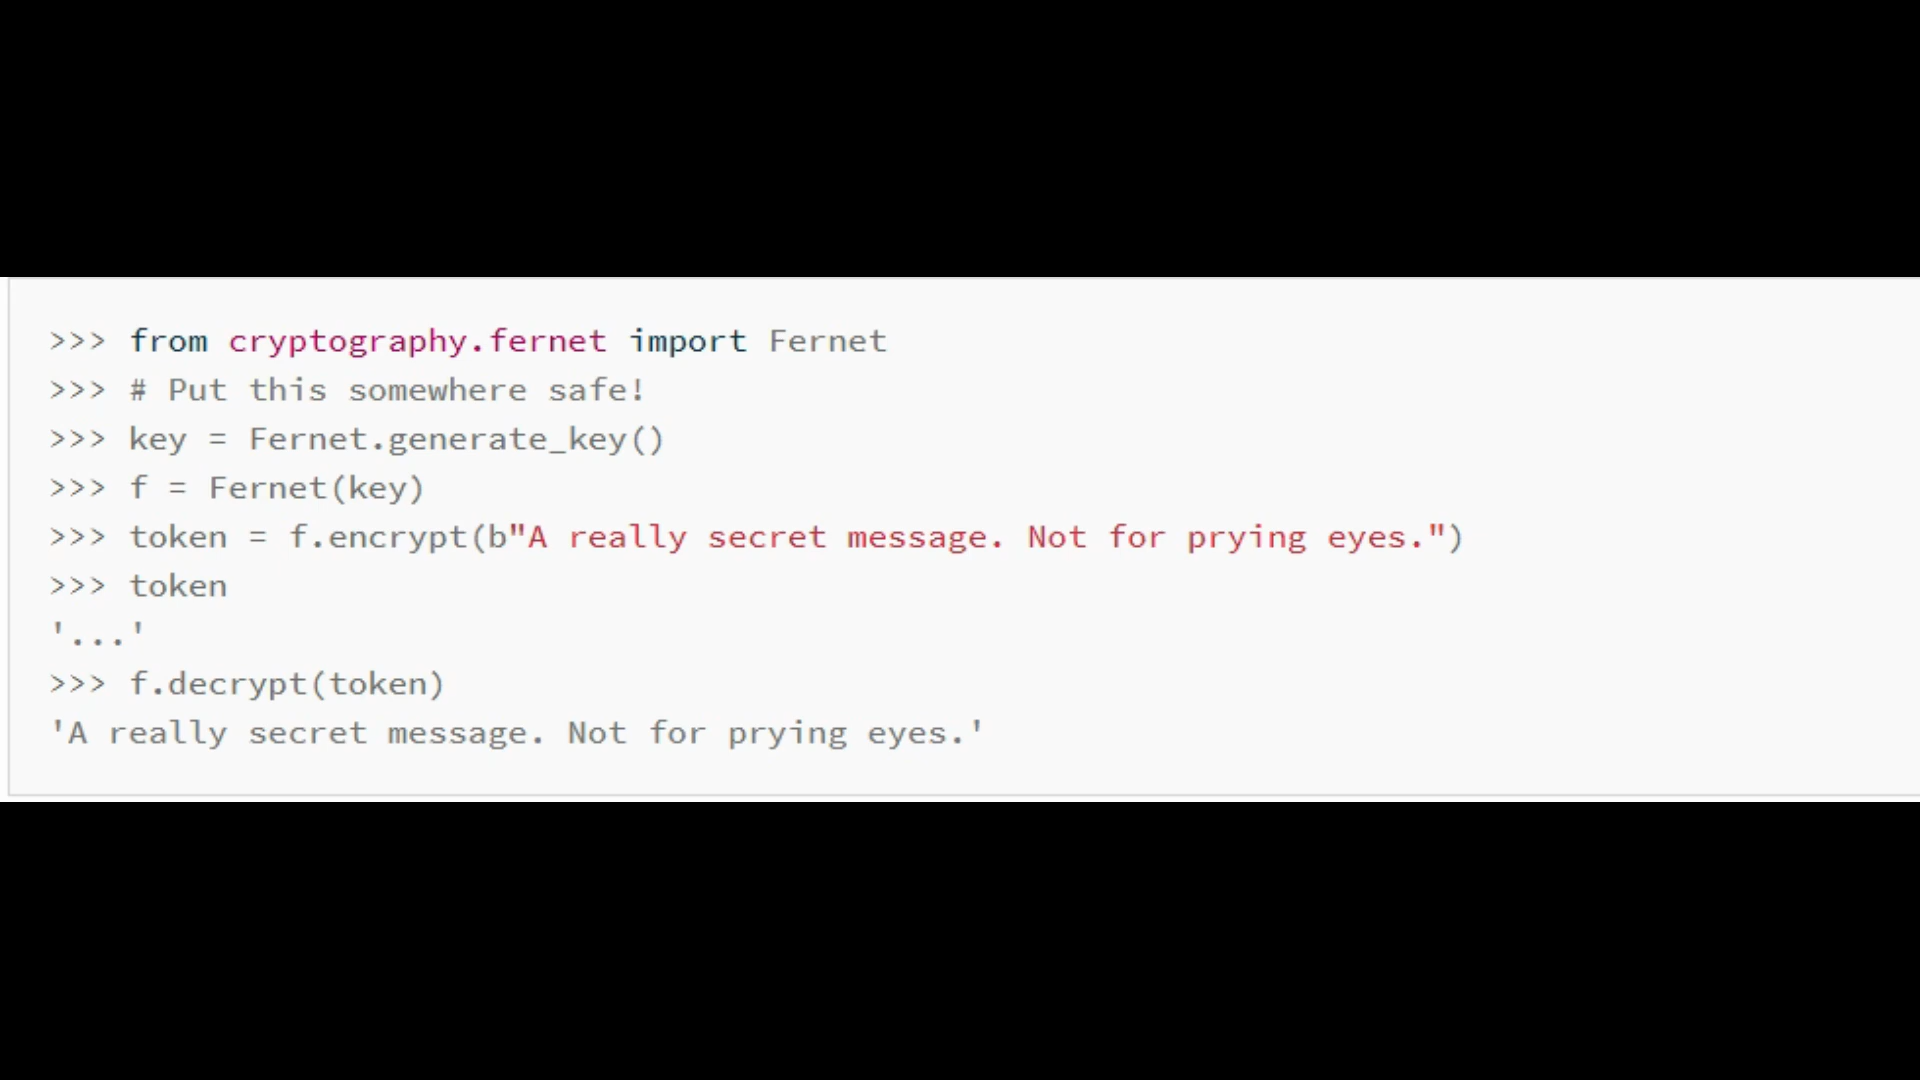 >>> from cryptography.fernet import Fernet
>>> # Put this somewhere safe!
>>> key = Fernet.generate_key()
>>> f = Fernet(key)
>>> token = f.encrypt(b"A really secret message. Not for prying eyes.")
>>> token
'...'
>>> f.decrypt(token)
'A really secret message. Not for prying eyes.'